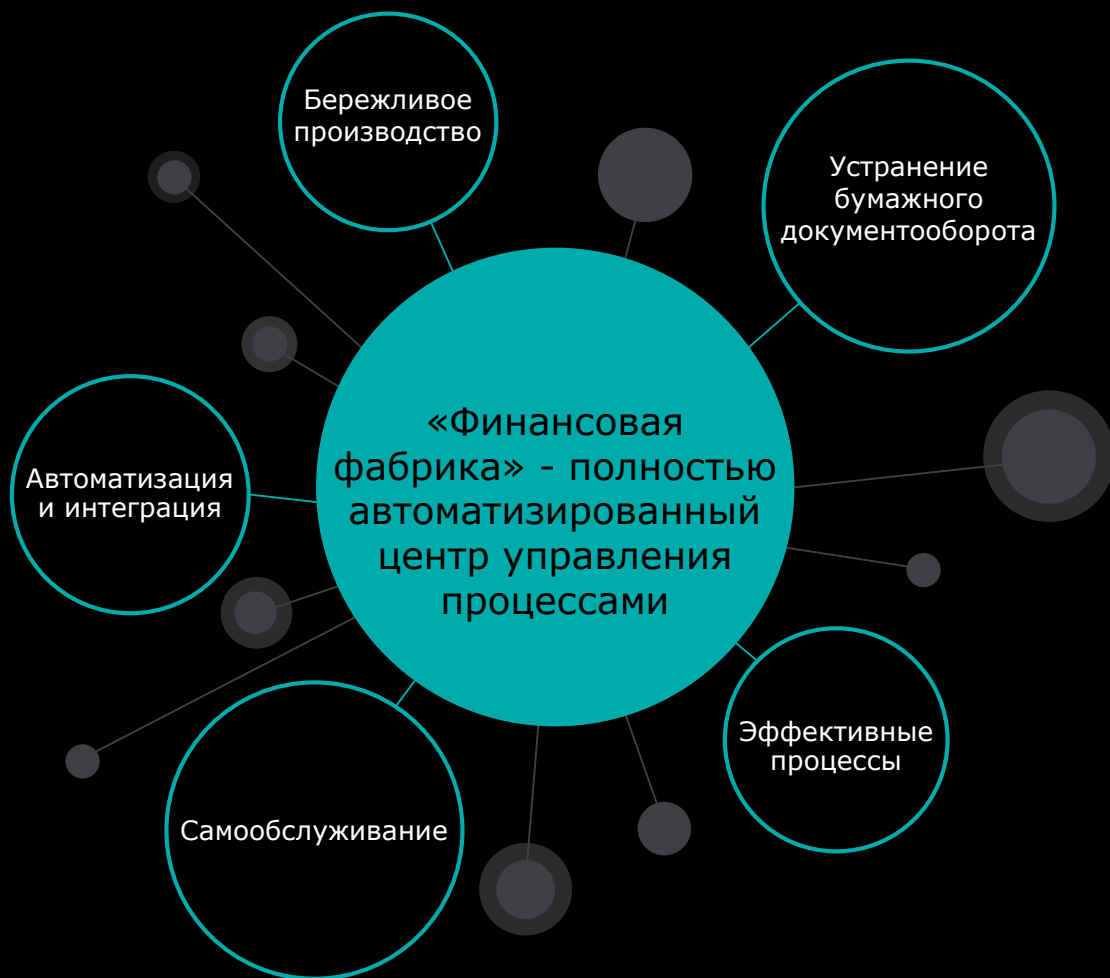 Бережливое
производство
Устранение
бумажного
документооборота
«Финансовая
фабрика» - полностью
автоматизированный
центр управления
процессами
Автоматизация
и интеграция
Эффективные
процессы
Самообслуживание